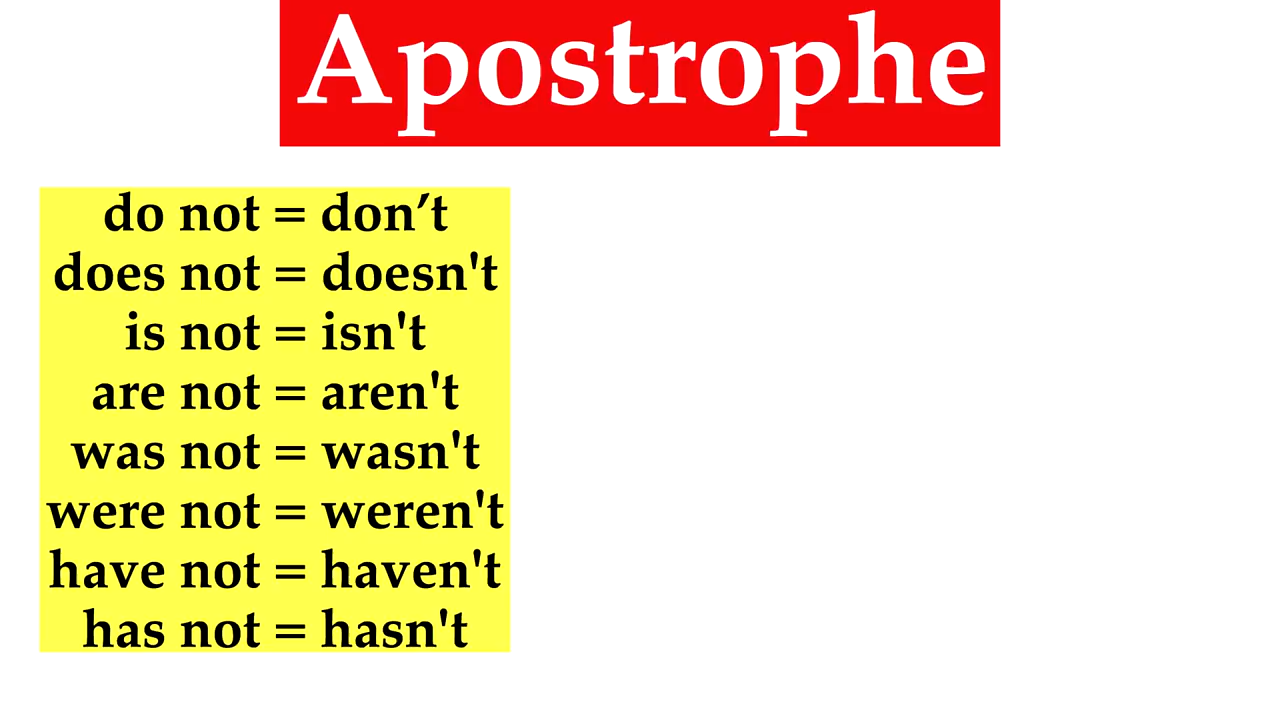 Apostrophe
do not = don’t
does not = doesn't
is not = isn't
are not = aren't
was not = wasn't
were not = weren't
have not = haven't
has not = hasn't